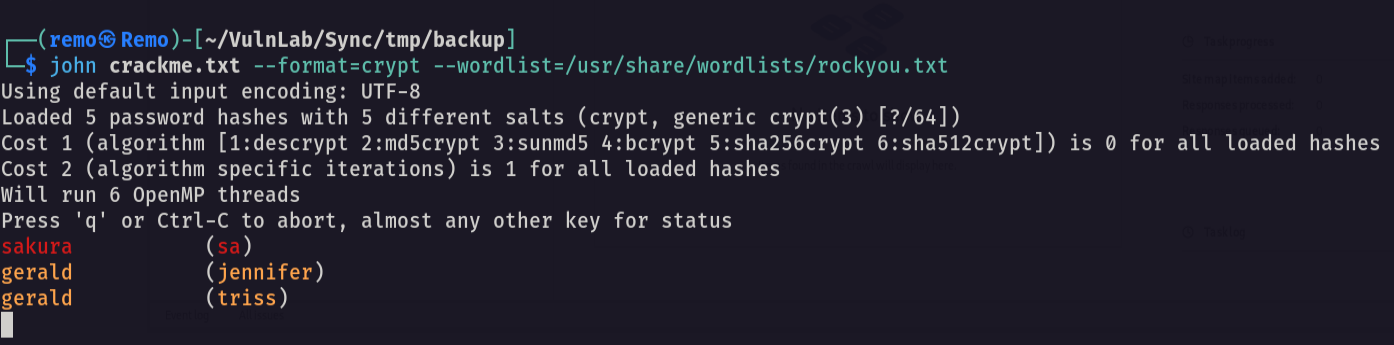 ┌──(remo㉿Remo)-[~/VulnLab/Sync/tmp/backup]
└─$ john crackme.txt --format=crypt --wordlist=/usr/share/wordlists/rockyou.txt
Using default input encoding: UTF-8
Loaded 5 password hashes with 5 different salts (crypt, generic crypt(3) [?/64])
Cost 1 (algorithm [1:descrypt 2:md5crypt 3:sunmd5 4:bcrypt 5:sha256crypt 6:sha512crypt]) is 0 for all loaded hashes
Cost 2 (algorithm specific iterations) is 1 for all loaded hashes
Will run 6 OpenMP threads
Press 'q' or Ctrl-C to abort, almost any other key for status
sakura           (sa)
gerald           (jennifer)
gerald           (triss)